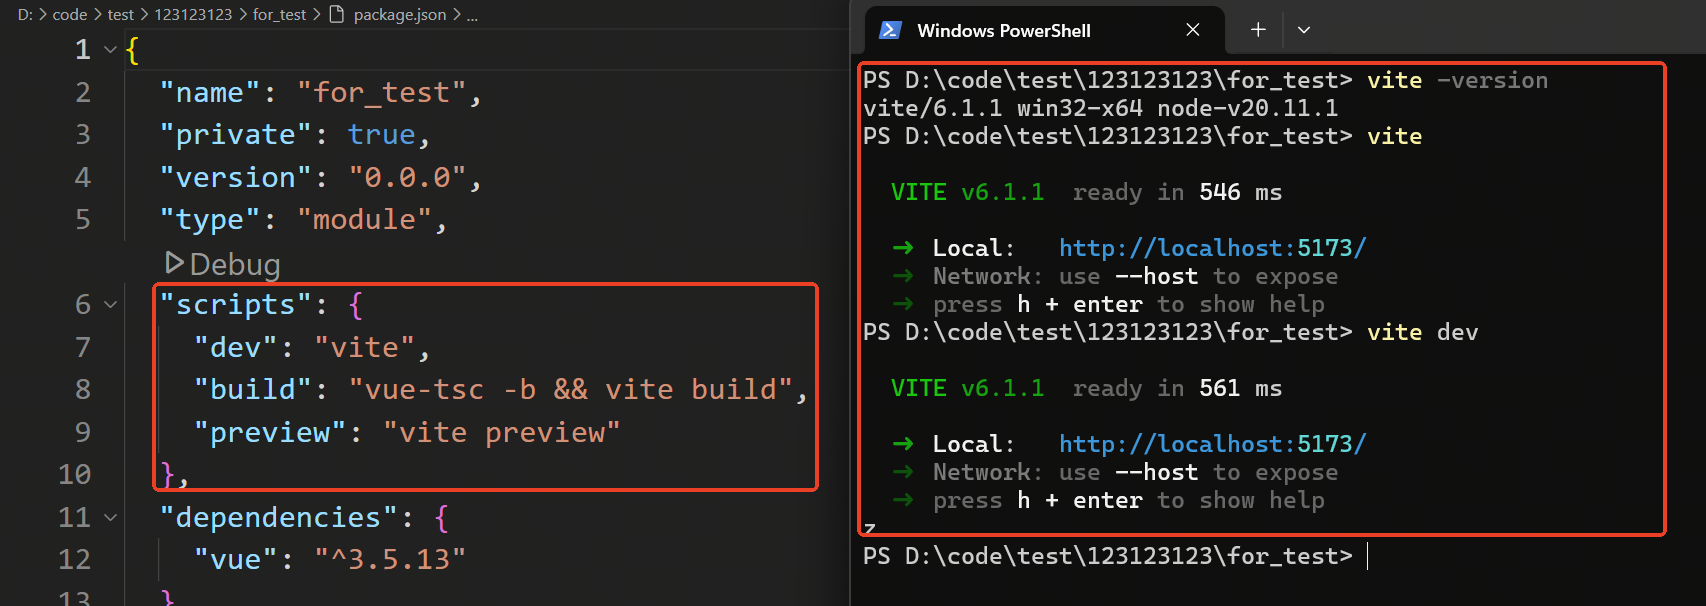 D: > code > test > 123123123 > for_test > package.json > ...
1 {
2 "name": "for_test",
3 "private": true,
4 "version": "0.0.0",
5 "type": "module",
Debug
6 "scripts": {
7 "dev": "vite",
8 "build": "vue-tsc -b && vite build",
9 "preview": "vite preview"
10 },
11 "dependencies": {
12 "vue": "^3.5.13"
13 }
Windows PowerShell
PS D:\code\test\123123123\for_test> vite -version
vite/6.1.1 win32-x64 node-v20.11.1
PS D:\code\test\123123123\for_test> vite
VITE v6.1.1 ready in 546 ms
➜ Local: http://localhost:5173/
➜ Network: use --host to expose
➜ press h + enter to show help
PS D:\code\test\123123123\for_test> vite dev
VITE v6.1.1 ready in 561 ms
➜ Local: http://localhost:5173/
➜ Network: use --host to expose
➜ press h + enter to show help
PS D:\code\test\123123123\for_test>